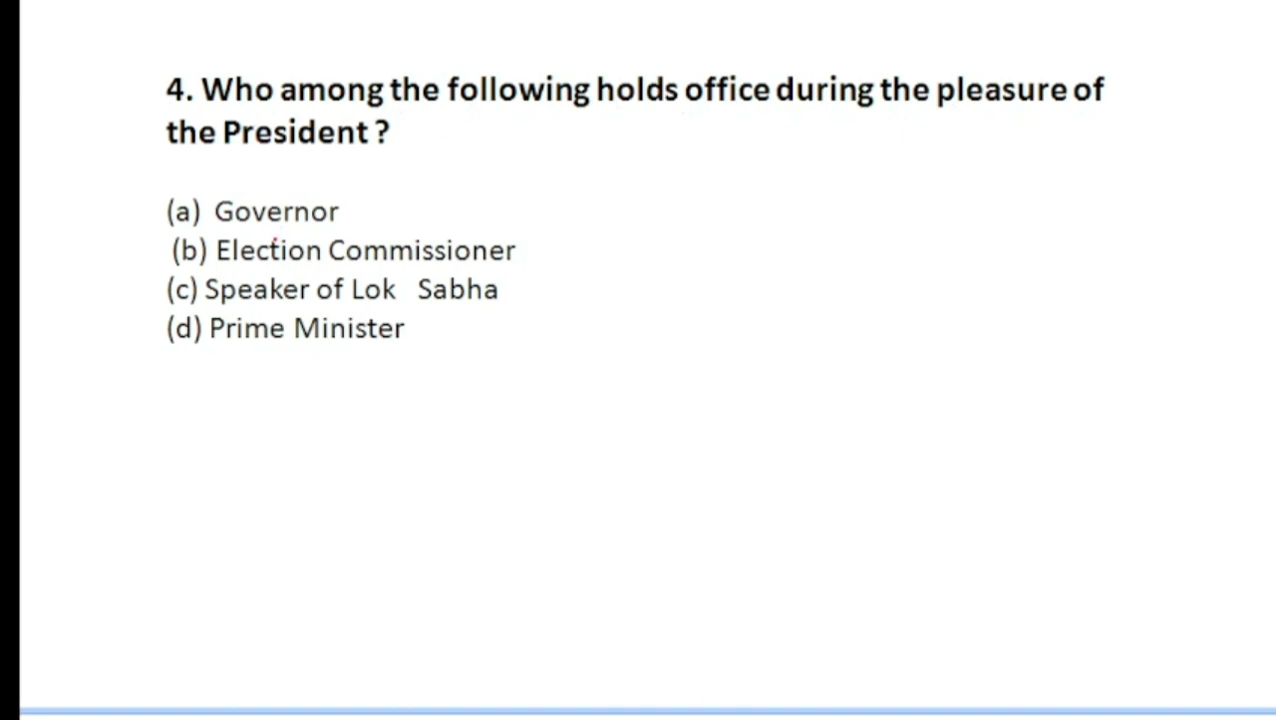 4. Who among the following holds office during the pleasure of
the President ?
(a) Governor
(b) Election Commissioner
(c) Speaker of Lok Sabha
(d) Prime Minister